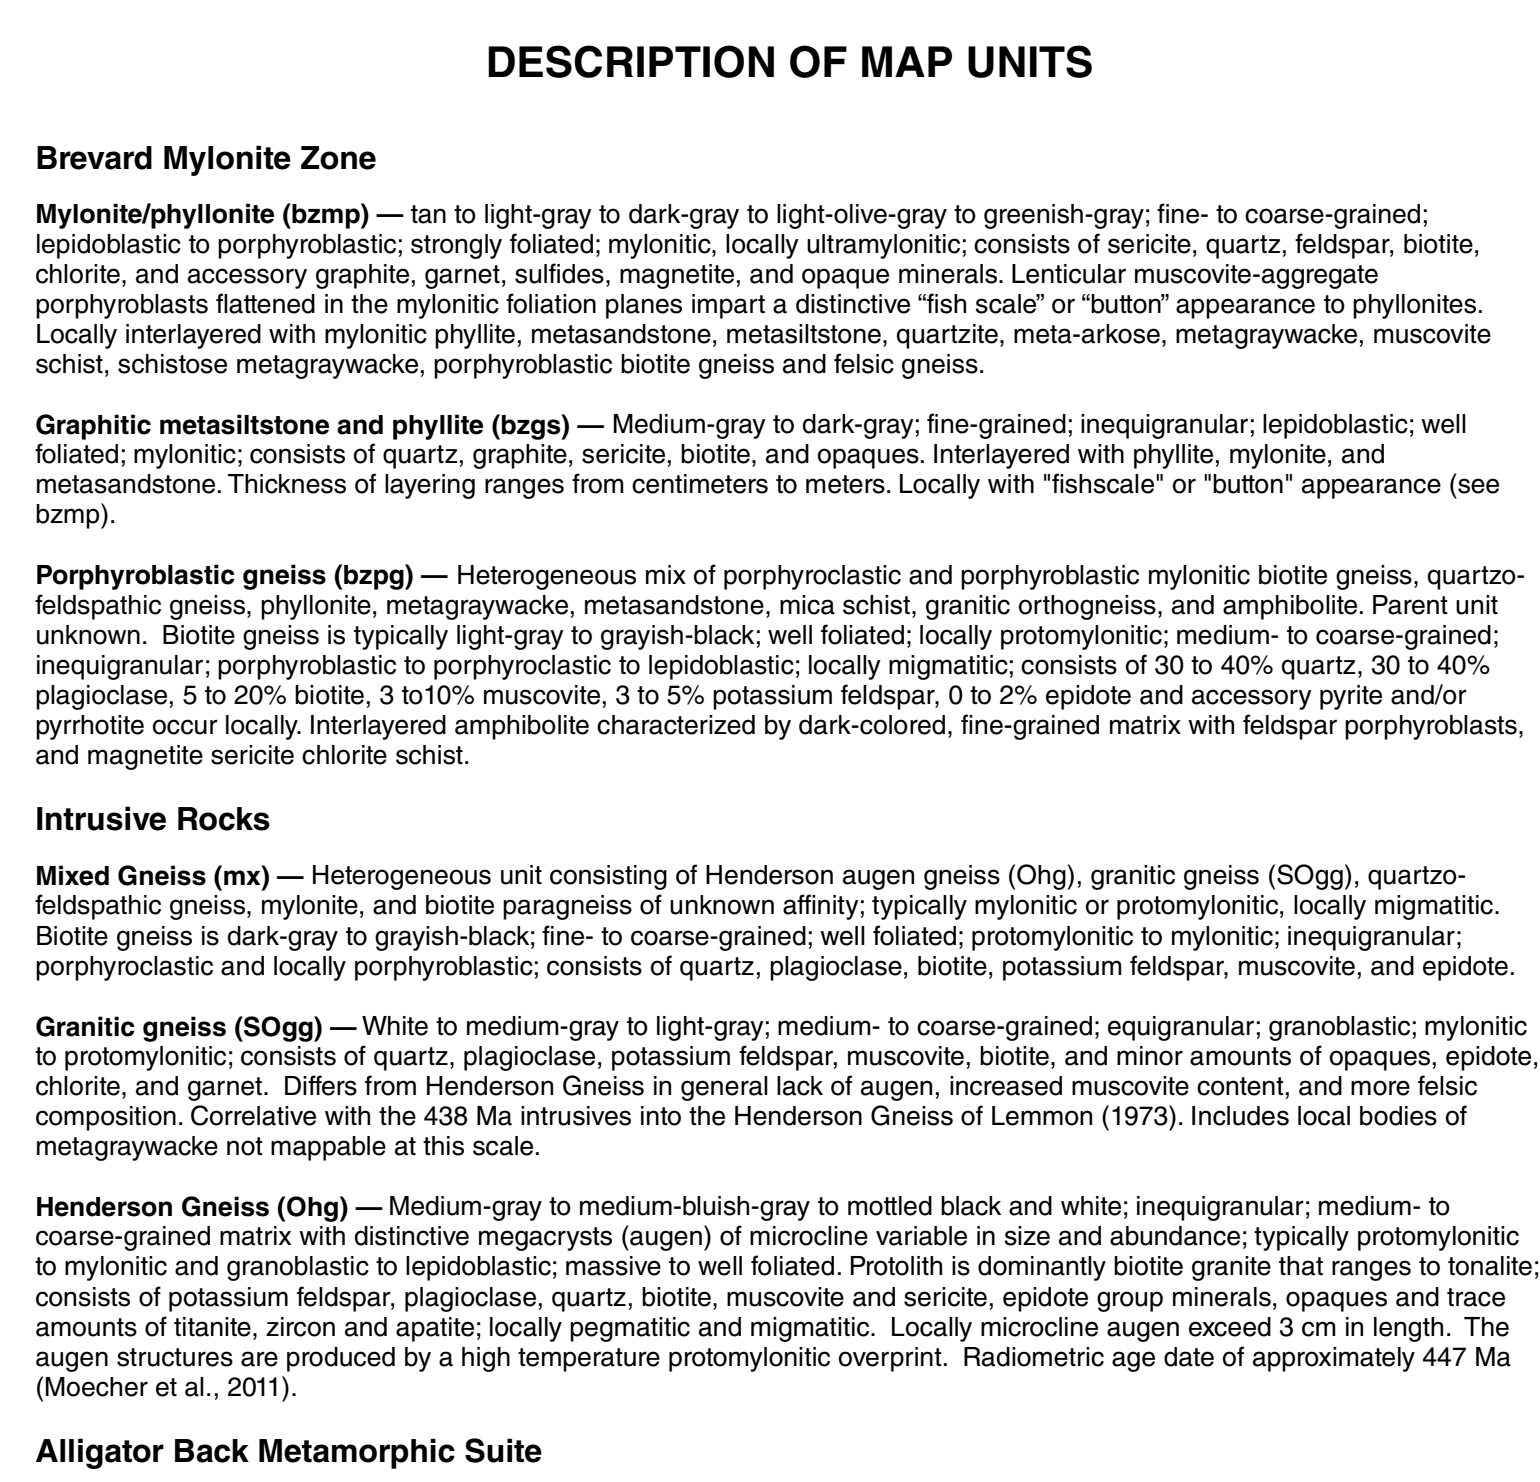 DESCRIPTION OF MAP UNITS
Brevard Mylonite Zone
Mylonite/phyllonite (bzmp) — tan to light-gray to dark-gray to light-olive-gray to greenish-gray; fine- to coarse-grained;
lepidoblastic to porphyroblastic; strongly foliated; mylonitic, locally ultramylonitic; consists of sericite, quartz, feldspar, biotite,
chlorite, and accessory graphite, garnet, sulfides, magnetite, and opaque minerals. Lenticular muscovite-aggregate
porphyroblasts flattened in the mylonitic foliation planes impart a distinctive “fish scale” or “button” appearance to phyllonites.
Locally interlayered with mylonitic phyllite, metasandstone, metasiltstone, quartzite, meta-arkose, metagraywacke, muscovite
schist, schistose metagraywacke, porphyroblastic biotite gneiss and felsic gneiss.
Graphitic metasiltstone and phyllite (bzgs) — Medium-gray to dark-gray; fine-grained; inequigranular; lepidoblastic; well
foliated; mylonitic; consists of quartz, graphite, sericite, biotite, and opaques. Interlayered with phyllite, mylonite, and
metasandstone. Thickness of layering ranges from centimeters to meters. Locally with "fishscale" or "button" appearance (see
bzmp).
Porphyroblastic gneiss (bzpg) — Heterogeneous mix of porphyroclastic and porphyroblastic mylonitic biotite gneiss, quartzo-
feldspathic gneiss, phyllonite, metagraywacke, metasandstone, mica schist, granitic orthogneiss, and amphibolite. Parent unit
unknown.  Biotite gneiss is typically light-gray to grayish-black; well foliated; locally protomylonitic; medium- to coarse-grained;
inequigranular; porphyroblastic to porphyroclastic to lepidoblastic; locally migmatitic; consists of 30 to 40% quartz, 30 to 40%
plagioclase, 5 to 20% biotite, 3 to10% muscovite, 3 to 5% potassium feldspar, 0 to 2% epidote and accessory pyrite and/or
pyrrhotite occur locally. Interlayered amphibolite characterized by dark-colored, fine-grained matrix with feldspar porphyroblasts,
and magnetite sericite chlorite schist.
Intrusive Rocks
Mixed Gneiss (mx) — Heterogeneous unit consisting of Henderson augen gneiss (Ohg), granitic gneiss (SOgg), quartzo-
feldspathic gneiss, mylonite, and biotite paragneiss of unknown affinity; typically mylonitic or protomylonitic, locally migmatitic.
Biotite gneiss is dark-gray to grayish-black; fine- to coarse-grained; well foliated; protomylonitic to mylonitic; inequigranular;
porphyroclastic and locally porphyroblastic; consists of quartz, plagioclase, biotite, potassium feldspar, muscovite, and epidote.
Granitic gneiss (SOgg) — White to medium-gray to light-gray; medium- to coarse-grained; equigranular; granoblastic; mylonitic
to protomylonitic; consists of quartz, plagioclase, potassium feldspar, muscovite, biotite, and minor amounts of opaques, epidote,
chlorite, and garnet.  Differs from Henderson Gneiss in general lack of augen, increased muscovite content, and more felsic
composition. Correlative with the 438 Ma intrusives into the Henderson Gneiss of Lemmon (1973). Includes local bodies of
metagraywacke not mappable at this scale.
Henderson Gneiss (Ohg) — Medium-gray to medium-bluish-gray to mottled black and white; inequigranular; medium- to
coarse-grained matrix with distinctive megacrysts (augen) of microcline variable in size and abundance; typically protomylonitic
to mylonitic and granoblastic to lepidoblastic; massive to well foliated. Protolith is dominantly biotite granite that ranges to tonalite;
consists of potassium feldspar, plagioclase, quartz, biotite, muscovite and sericite, epidote group minerals, opaques and trace
amounts of titanite, zircon and apatite; locally pegmatitic and migmatitic.  Locally microcline augen exceed 3 cm in length.  The
augen structures are produced by a high temperature protomylonitic overprint.  Radiometric age date of approximately 447 Ma
(Moecher et al., 2011).
Alligator Back Metamorphic Suite